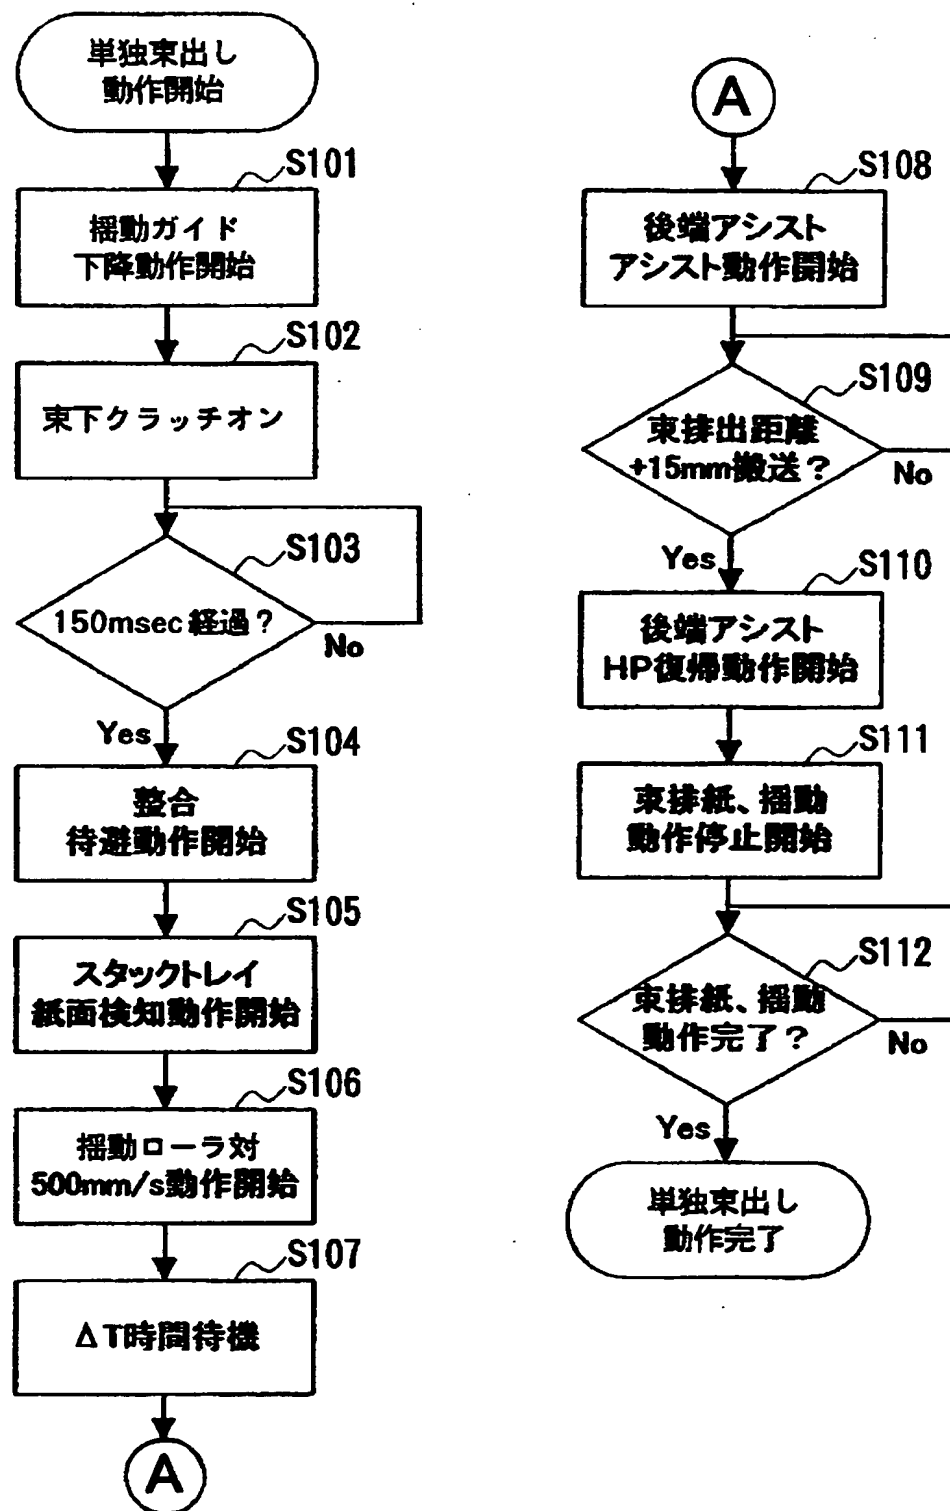 単独束出し
動作開始
S101
揺動ガイド
下降動作開始
S102
束下クラッチオン
S103
150msec 経過?
No
Yes
S104
整合
待避動作開始
S105
スタックトレイ
紙面検知動作開始
S106
揺動ローラ対
500mm/s動作開始
S107
ΔT時間待機
A
A
S108
後端アシスト
アシスト動作開始
S109
束排出距離
+15mm搬送?
No
Yes
S110
後端アシスト
HP復帰動作開始
S111
束排紙、揺動
動作停止開始
S112
束排紙、揺動
動作完了?
No
Yes
単独束出し
動作完了